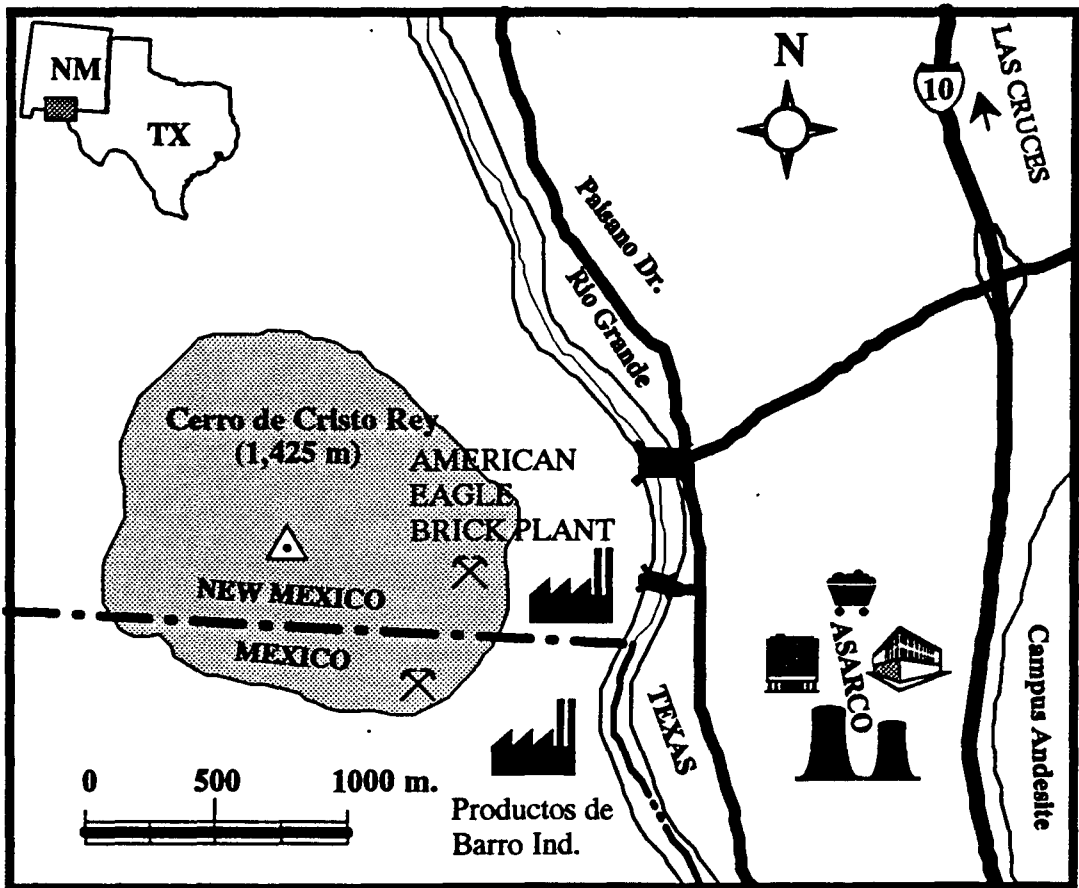 NM
TX
N
10
LAS CRUCES
Paisano Dr.
Rio Grande
Cerro de Cristo Rey
(1,425 m)
AMERICAN
EAGLE
BRICK PLANT
NEW MEXICO
MEXICO
TEXAS
ASARCO
Campus Andesite
0 500 1000 m.
Productos de
Barro Ind.